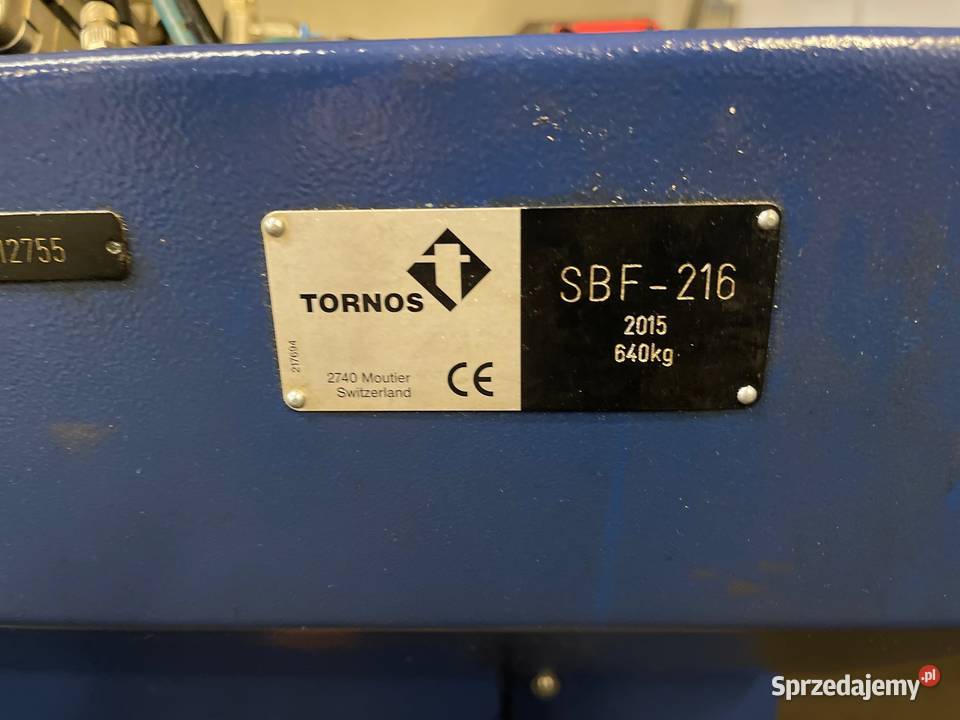 12755
TORNOS
217694
2740 Moutier
Switzerland
CE
SBF-216
2015
640kg
Sprzedajemy.pl